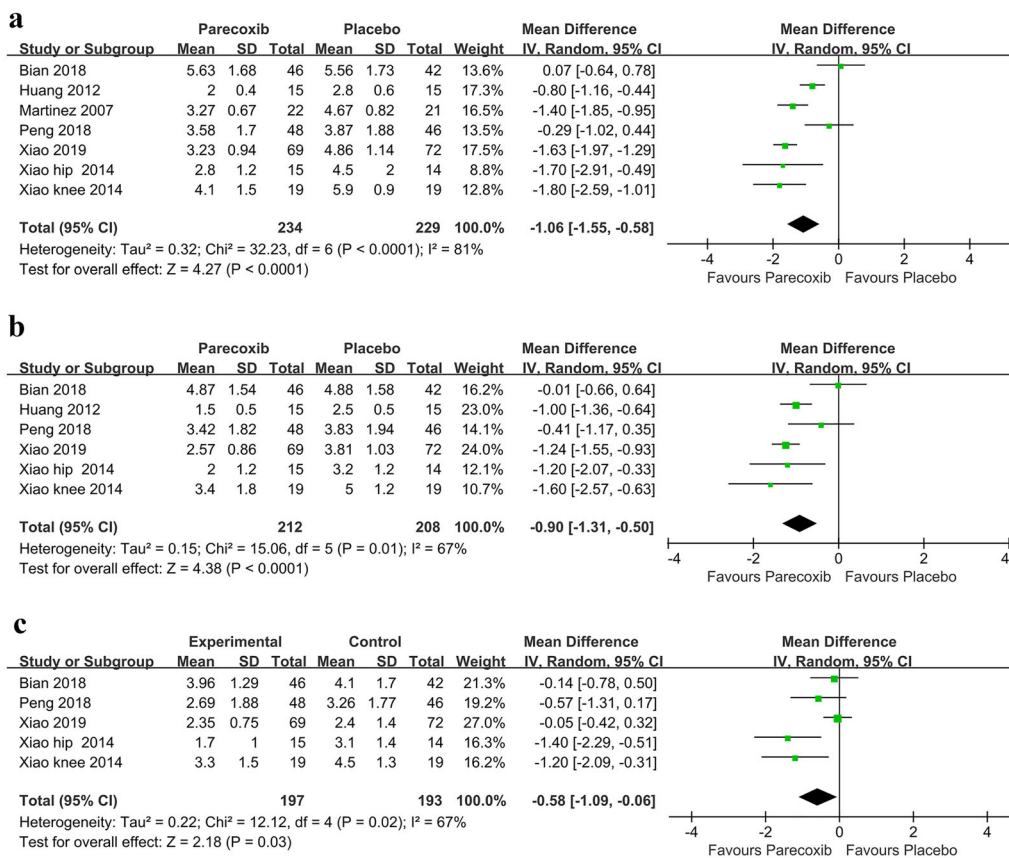 a
Parecoxib Placebo Mean Difference Mean Difference
Study or Subgroup Mean SD Total Mean SD Total Weight IV, Random, 95% CI IV, Random, 95% CI
Bian 2018 5.63 1.68 46 5.56 1.73 42 13.6% 0.07 [-0.64, 0.78]
Huang 2012 2 0.4 15 2.8 0.6 15 17.3% -0.80 [-1.16, -0.44]
Martinez 2007 3.27 0.67 22 4.67 0.82 21 16.5% -1.40 [-1.85, -0.95]
Peng 2018 3.58 1.7 48 3.87 1.88 46 13.5% -0.29 [-1.02, 0.44]
Xiao 2019 3.23 0.94 69 4.86 1.14 72 17.5% -1.63 [-1.97, -1.29]
Xiao hip 2014 2.8 1.2 15 4.5 2 14 8.8% -1.70 [-2.91, -0.49]
Xiao knee 2014 4.1 1.5 19 5.9 0.9 19 12.8% -1.80 [-2.59, -1.01]
Total (95% CI) 234 229 100.0% -1.06 [-1.55, -0.58]
Heterogeneity: Tau² = 0.32; Chi² = 32.23, df = 6 (P < 0.0001); I² = 81%
Test for overall effect: Z = 4.27 (P < 0.0001)
-4 -2 0 2 4
Favours Parecoxib Favours Placebo
b
Parecoxib Placebo Mean Difference Mean Difference
Study or Subgroup Mean SD Total Mean SD Total Weight IV, Random, 95% CI IV, Random, 95% CI
Bian 2018 4.87 1.54 46 4.88 1.58 42 16.2% -0.01 [-0.66, 0.64]
Huang 2012 1.5 0.5 15 2.5 0.5 15 23.0% -1.00 [-1.36, -0.64]
Peng 2018 3.42 1.82 48 3.83 1.94 46 14.1% -0.41 [-1.17, 0.35]
Xiao 2019 2.57 0.86 69 3.81 1.03 72 24.0% -1.24 [-1.55, -0.93]
Xiao hip 2014 2 1.2 15 3.2 1.2 14 12.1% -1.20 [-2.07, -0.33]
Xiao knee 2014 3.4 1.8 19 5 1.2 19 10.7% -1.60 [-2.57, -0.63]
Total (95% CI) 212 208 100.0% -0.90 [-1.31, -0.50]
Heterogeneity: Tau² = 0.15; Chi² = 15.06, df = 5 (P = 0.01); I² = 67%
Test for overall effect: Z = 4.38 (P < 0.0001)
-4 -2 0 2 4
Favours Parecoxib Favours Placebo
c
Experimental Control Mean Difference Mean Difference
Study or Subgroup Mean SD Total Mean SD Total Weight IV, Random, 95% CI IV, Random, 95% CI
Bian 2018 3.96 1.29 46 4.1 1.7 42 21.3% -0.14 [-0.78, 0.50]
Peng 2018 2.69 1.88 48 3.26 1.77 46 19.2% -0.57 [-1.31, 0.17]
Xiao 2019 2.35 0.75 69 2.4 1.4 72 27.0% -0.05 [-0.42, 0.32]
Xiao hip 2014 1.7 1 15 3.1 1.4 14 16.3% -1.40 [-2.29, -0.51]
Xiao knee 2014 3.3 1.5 19 4.5 1.3 19 16.2% -1.20 [-2.09, -0.31]
Total (95% CI) 197 193 100.0% -0.58 [-1.09, -0.06]
Heterogeneity: Tau² = 0.22; Chi² = 12.12, df = 4 (P = 0.02); I² = 67%
Test for overall effect: Z = 2.18 (P = 0.03)
-4 -2 0 2 4
Favours Parecoxib Favours Placebo